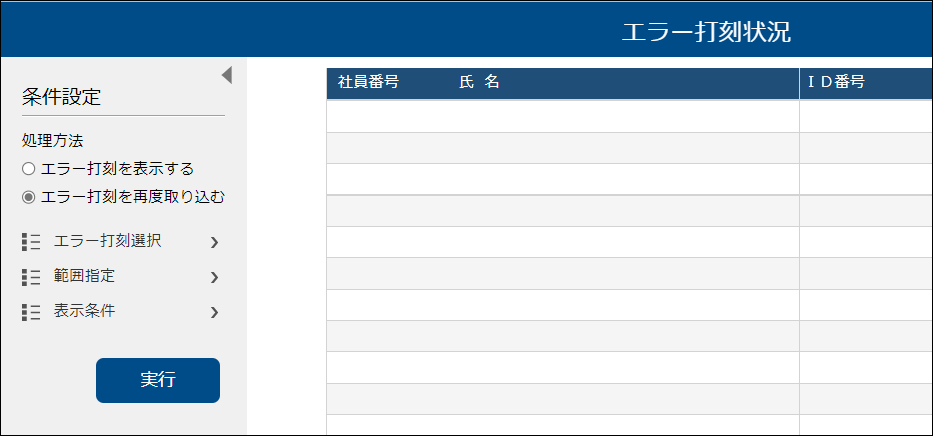 エラー打刻状況
条件設定
処理方法
エラー打刻を表示する
エラー打刻を再度取り込む
エラー打刻選択
範囲指定
表示条件
実行
社員番号 氏 名 ＩＤ番号